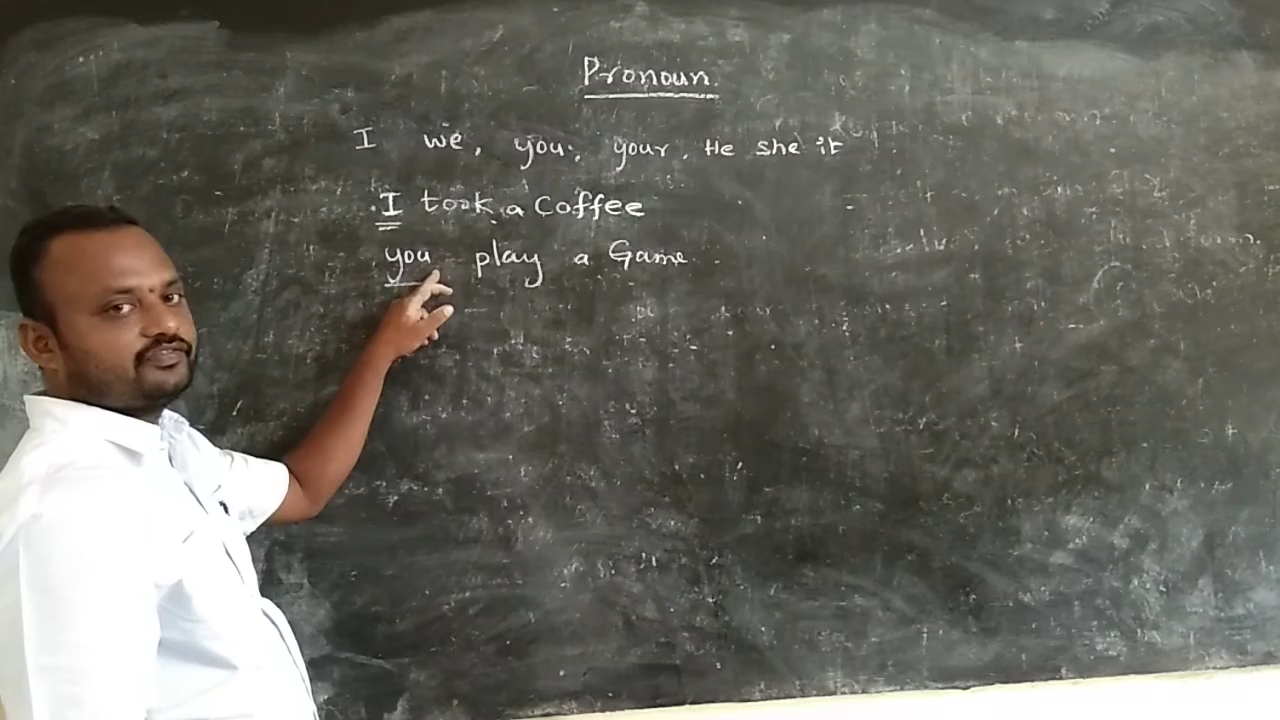 Pronoun.
I we, you, your, He she it
I took a Coffee
you play a Game.